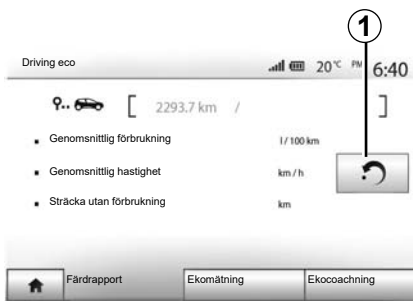 1
Driving eco 20°C PM 6:40
[ 2293.7 km / ]
Genomsnittlig förbrukning l/100 km
Genomsnittlig hastighet km/h
Sträcka utan förbrukning km
Färdrapport Ekomätning Ekocoachning